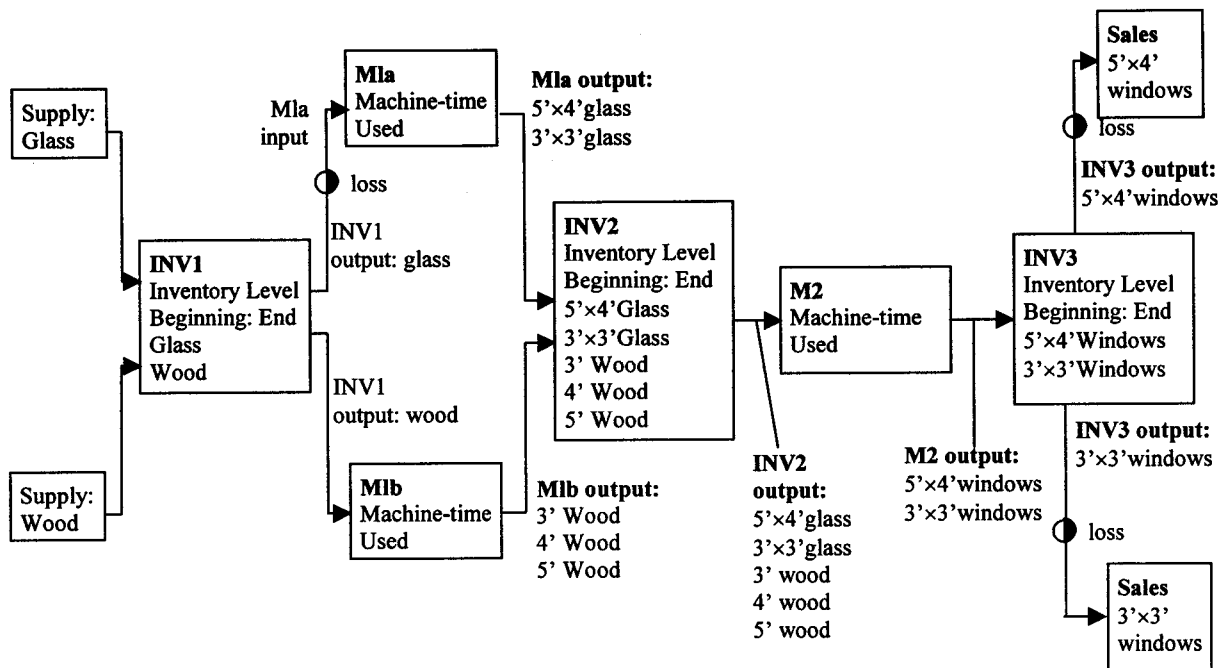 Supply:
Glass
Supply:
Wood
INV1
Inventory Level
Beginning: End
Glass
Wood
Mla
input
loss
INV1
output: glass
INV1
output: wood
Mla
Machine-time
Used
Mlb
Machine-time
Used
Mla output:
5’×4’glass
3’×3’glass
Mlb output:
3’ Wood
4’ Wood
5’ Wood
INV2
Inventory Level
Beginning: End
5’×4’Glass
3’×3’Glass
3’ Wood
4’ Wood
5’ Wood
INV2
output:
5’×4’glass
3’×3’glass
3’ wood
4’ wood
5’ wood
M2
Machine-time
Used
M2 output:
5’×4’windows
3’×3’windows
INV3
Inventory Level
Beginning: End
5’×4’Windows
3’×3’Windows
Sales
5’×4’
windows
loss
INV3 output:
5’×4’windows
INV3 output:
3’×3’windows
loss
Sales
3’×3’
windows